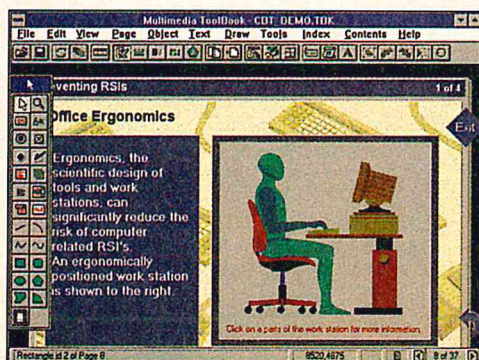 Multimedia ToolBook - CBT_DEMO.TBK
File Edit View Page Object Text Draw Tools Index Contents Help
eventing RSIs 1 of 4
Office Ergonomics
Exit
Ergonomics, the
scientific design of
tools and work
stations, can
significantly reduce the
risk of computer
related RSI's.
An ergonomically
positioned work station
is shown to the right.
Click on a parts of the work station for more information.
Rectangle id 2 of Page 8 8520,4875 9 of 37